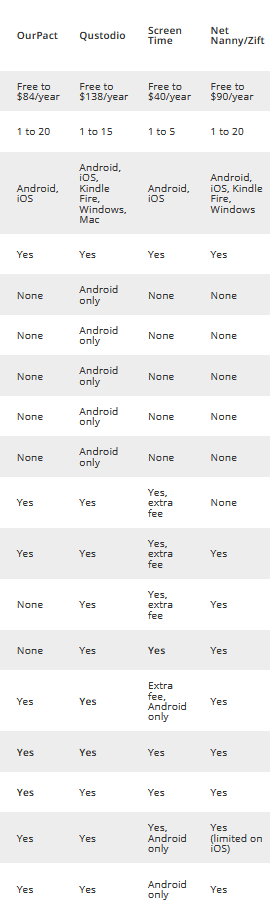 OurPact Qustodio Screen Time Net Nanny/Zift
Free to $84/year Free to $138/year Free to $40/year Free to $90/year
1 to 20 1 to 15 1 to 5 1 to 20
Android, iOS Android, iOS, Kindle Fire, Windows, Mac Android, iOS Android, iOS, Kindle Fire, Windows
Yes Yes Yes Yes
None Android only None None
None Android only None None
None Android only None None
None Android only None None
None Android only None None
Yes Yes Yes, extra fee None
Yes Yes Yes, extra fee Yes
None Yes Yes, extra fee Yes
None Yes Yes Yes
Yes Yes Extra fee, Android only Yes
Yes Yes Yes Yes
Yes Yes Yes Yes
Yes Yes Yes, Android only Yes (limited on iOS)
Yes Yes Android only Yes